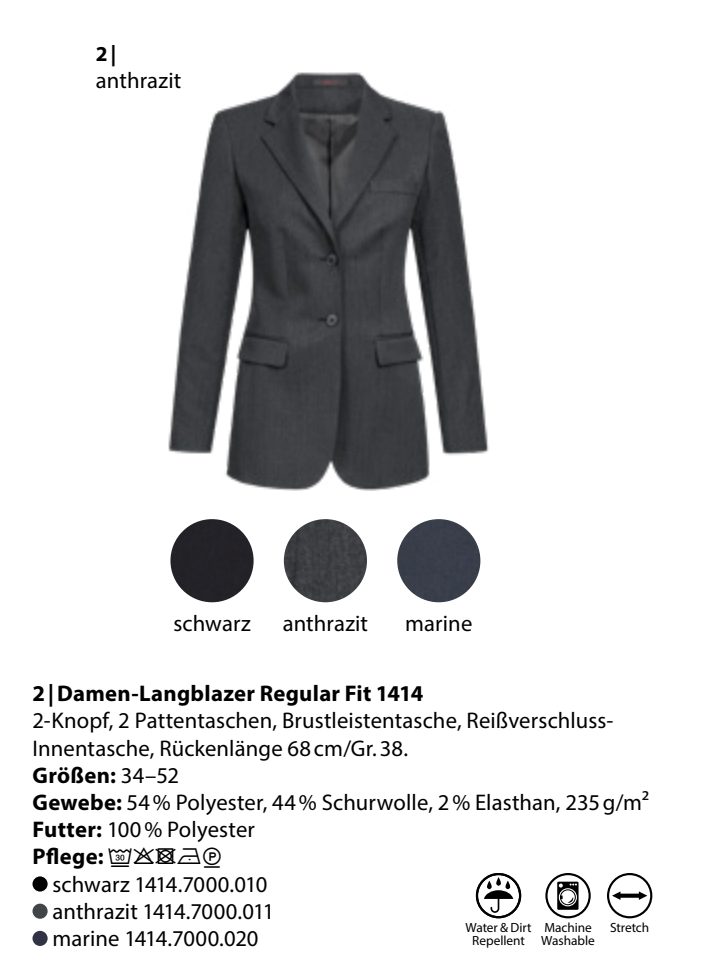 2|
anthrazit
schwarz anthrazit marine
2|Damen-Langblazer Regular Fit 1414
2-Knopf, 2 Pattentaschen, Brustleistentasche, Reißverschluss-
Innentasche, Rückenlänge 68 cm/Gr. 38.
Größen: 34–52
Gewebe: 54 % Polyester, 44 % Schurwolle, 2 % Elasthan, 235 g/m²
Futter: 100 % Polyester
Pflege: 30 P
schwarz 1414.7000.010
anthrazit 1414.7000.011
marine 1414.7000.020
Water & Dirt Repellent
Machine Washable
Stretch